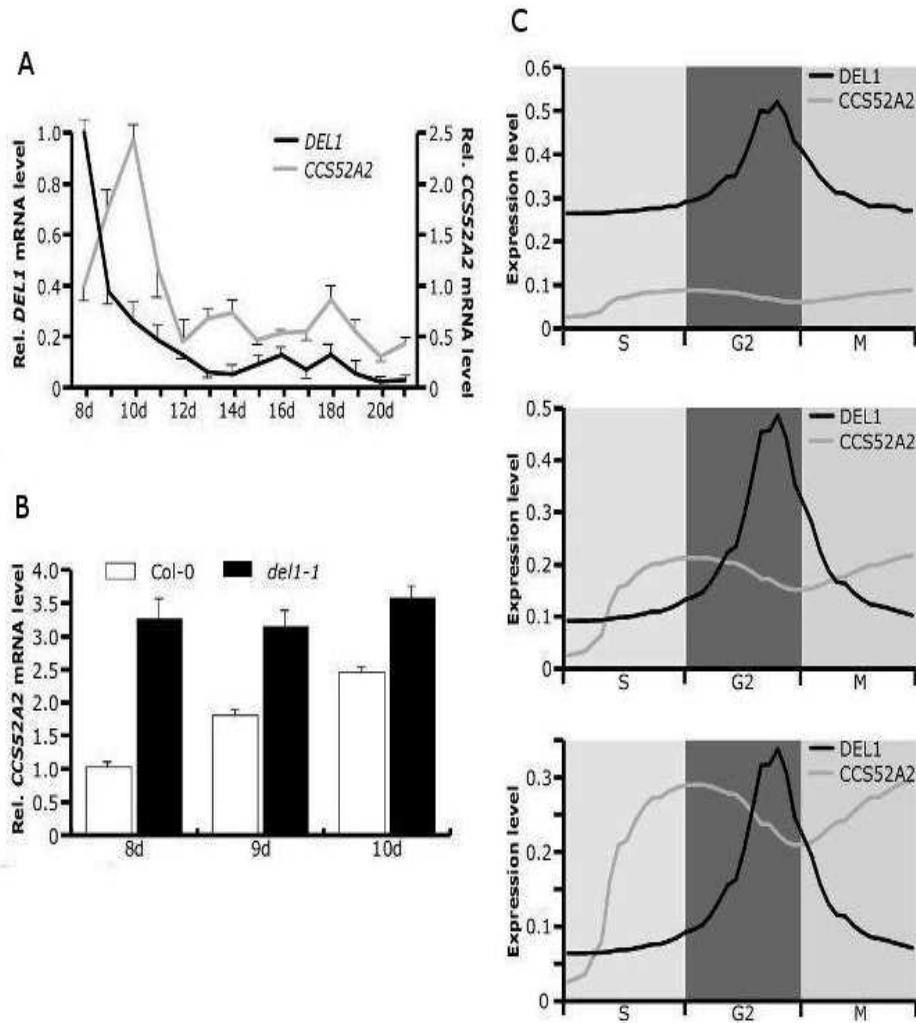 A
Rel. DEL1 mRNA level
1.0
0.8
0.6
0.4
0.2
0
DEL1
CCS52A2
2.5
2.0
1.5
1.0
0.5
0
Rel. CCS52A2 mRNA level
8d 10d 12d 14d 16d 18d 20d
B
Rel. CCS52A2 mRNA level
4.0
3.5
3.0
2.5
2.0
1.5
1.0
0.5
0
Col-0 del1-1
8d 9d 10d
C
Expression level
0.6
0.5
0.4
0.3
0.2
0.1
0
DEL1
CCS52A2
S G2 M
Expression level
0.5
0.4
0.3
0.2
0.1
0
DEL1
CCS52A2
S G2 M
Expression level
0.3
0.2
0.1
0
DEL1
CCS52A2
S G2 M